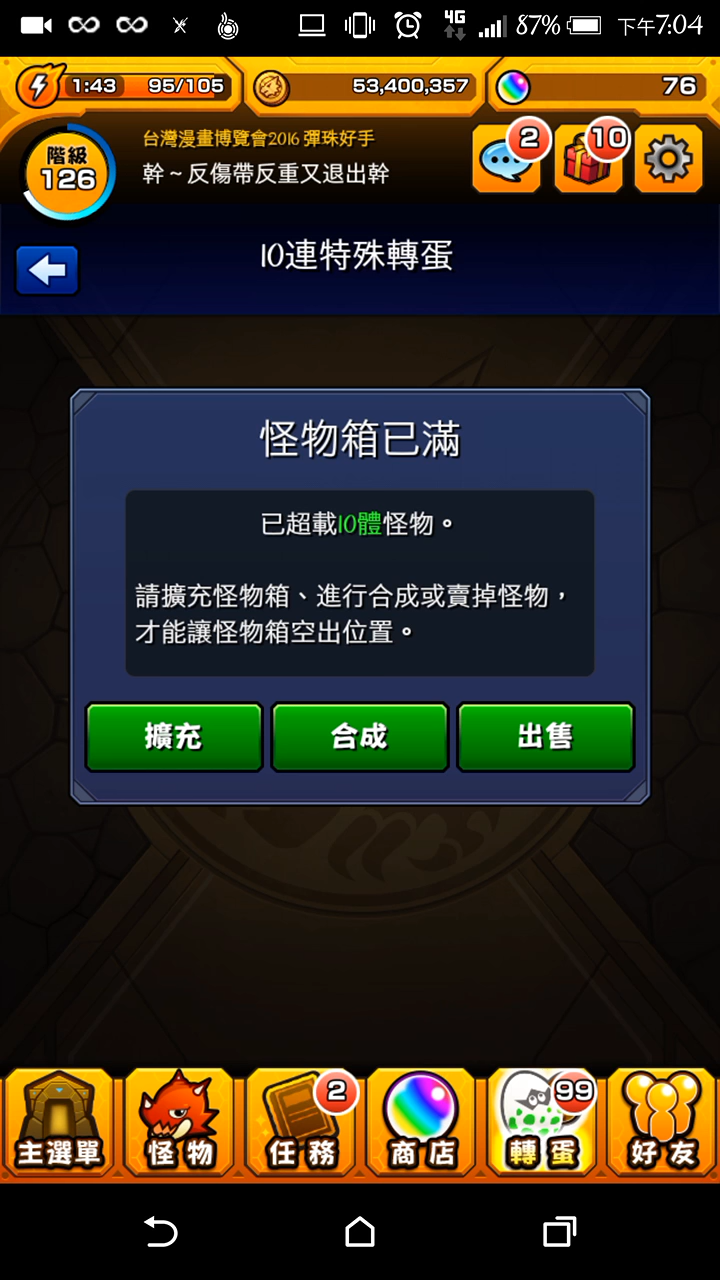 4G 87% 下午7:04
1:43 95/105 53,400,357 76
階級
126
台灣漫畫博覽會2016 彈珠好手
幹~反傷帶反重又退出幹
2 10
10連特殊轉蛋
怪物箱已滿
已超載10體怪物。
請擴充怪物箱、進行合成或賣掉怪物，
才能讓怪物箱空出位置。
擴充 合成 出售
2 99
主選單 怪物 任務 商店 轉蛋 好友